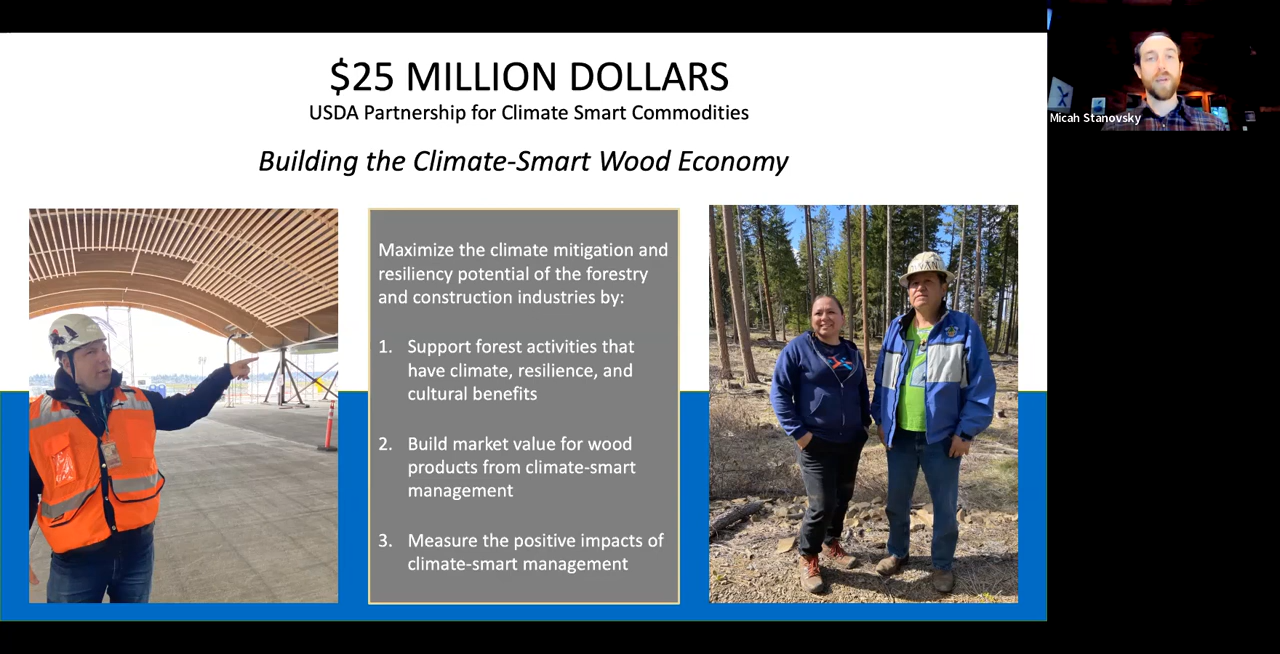 $25 MILLION DOLLARS
USDA Partnership for Climate Smart Commodities
Building the Climate-Smart Wood Economy
Maximize the climate mitigation and
resiliency potential of the forestry
and construction industries by:
1. Support forest activities that
have climate, resilience, and
cultural benefits
2. Build market value for wood
products from climate-smart
management
3. Measure the positive impacts of
climate-smart management
Micah Stanovsky